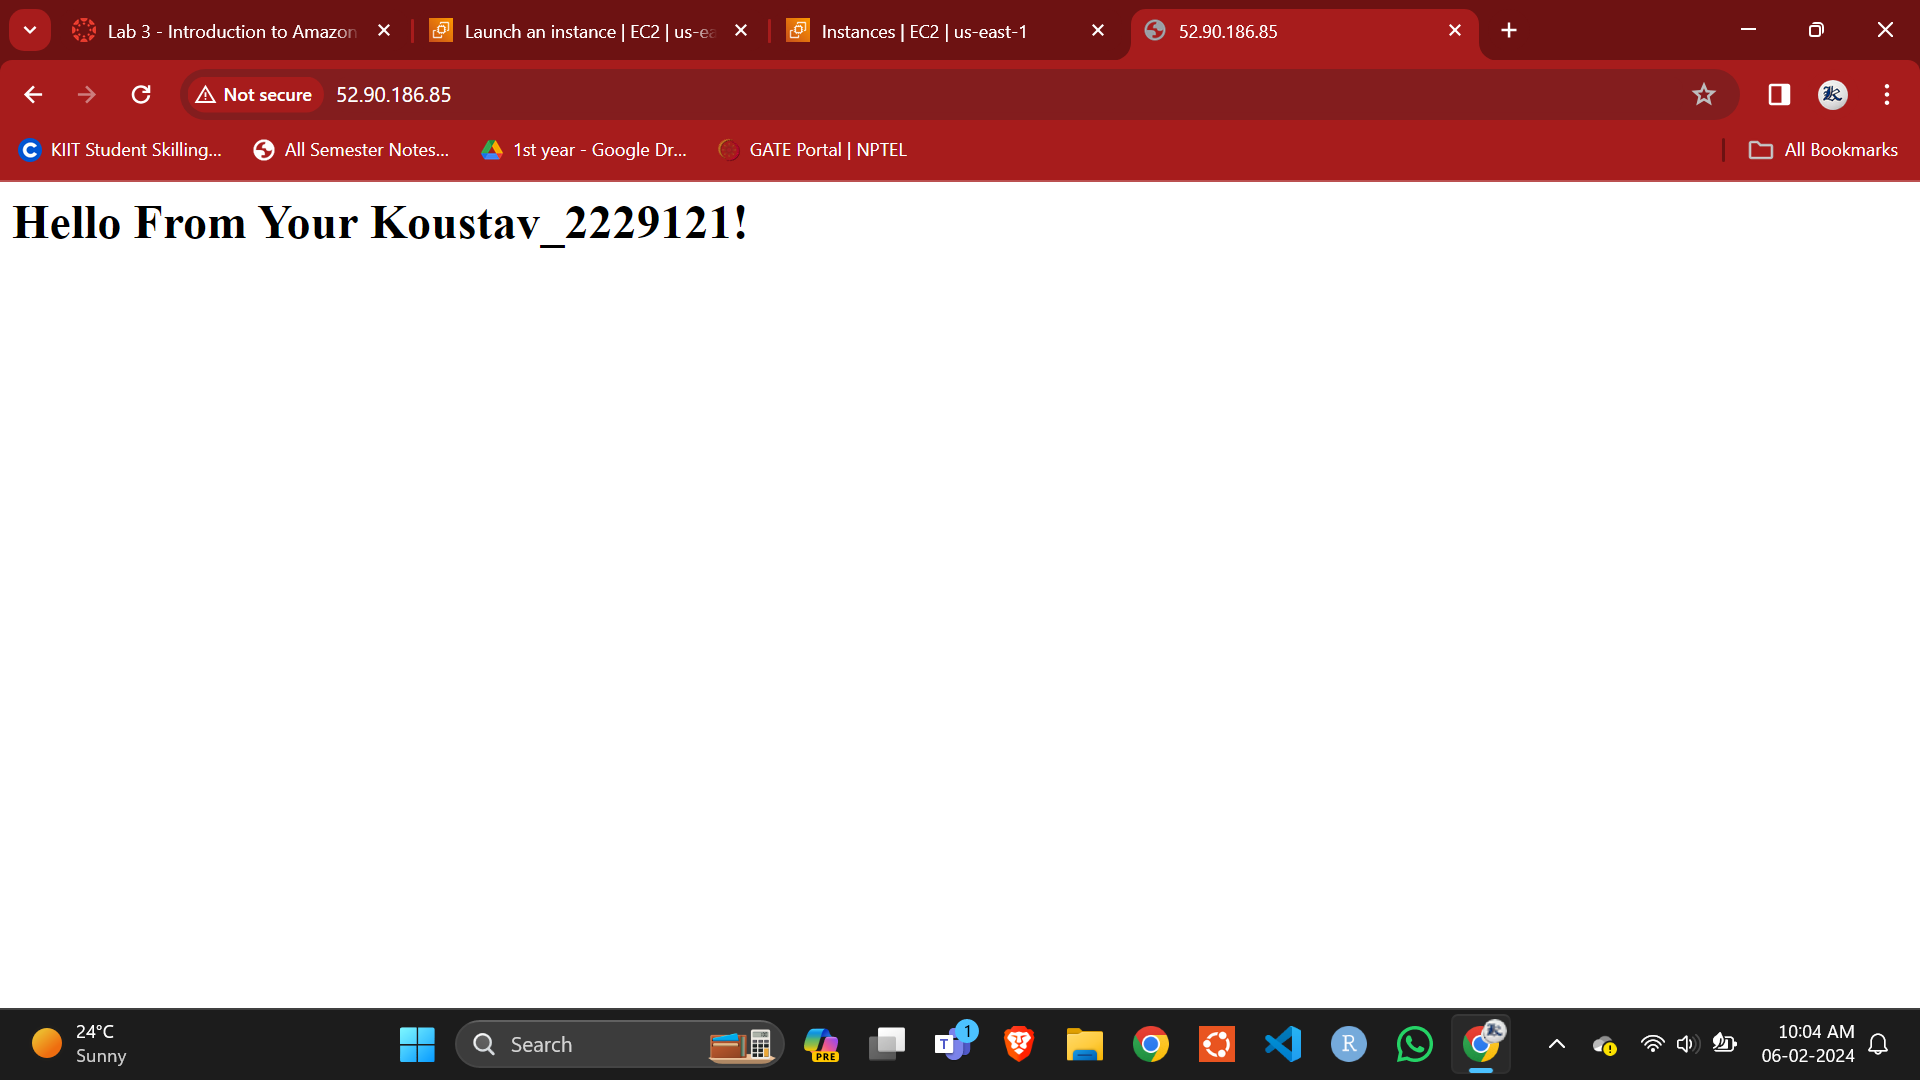 Lab 3 - Introduction to Amazon
Launch an instance | EC2 | us-ea
Instances | EC2 | us-east-1
52.90.186.85
Not secure
52.90.186.85
KIIT Student Skilling...
All Semester Notes...
1st year - Google Dr...
GATE Portal | NPTEL
All Bookmarks
Hello From Your Koustav_2229121!
24°C
Sunny
Search
PRE
T
1
R
10:04 AM
06-02-2024